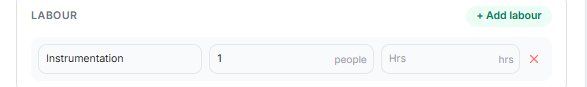 LABOUR
+ Add labour
Instrumentation 1 people Hrs hrs ×